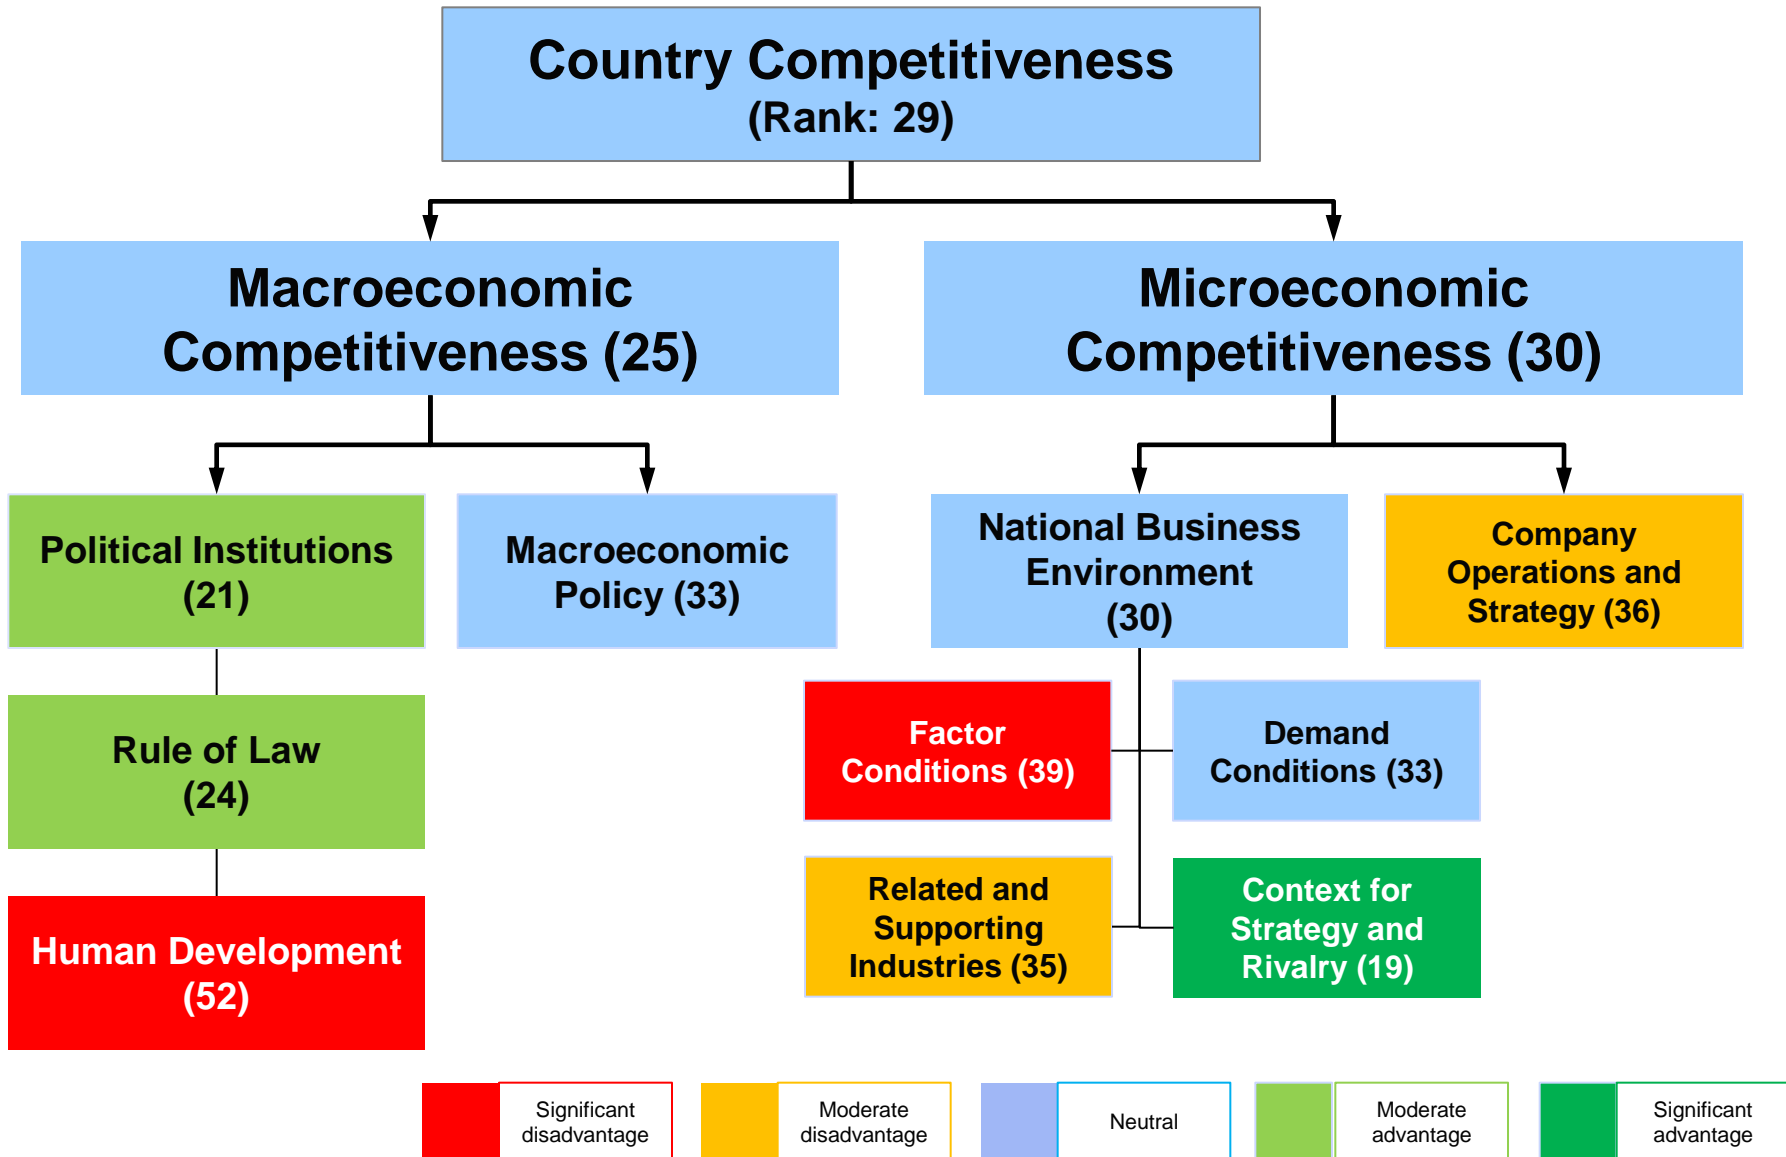 Country Competitiveness
(Rank: 29)
Macroeconomic
Competitiveness (25)
Microeconomic
Competitiveness (30)
Political Institutions
(21)
Macroeconomic
Policy (33)
National Business
Environment
(30)
Company
Operations and
Strategy (36)
Rule of Law
(24)
Factor
Conditions (39)
Demand
Conditions (33)
Human Development
(52)
Related and
Supporting
Industries (35)
Context for
Strategy and
Rivalry (19)
Significant
disadvantage
Moderate
disadvantage
Neutral
Moderate
advantage
Significant
advantage